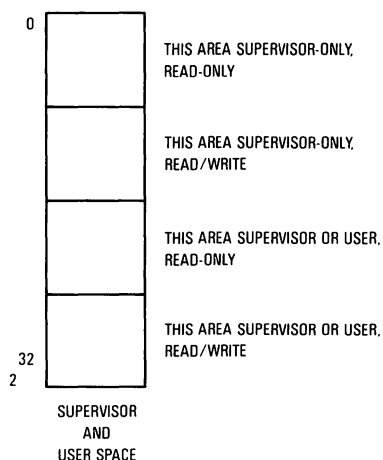 0
THIS AREA SUPERVISOR-ONLY,
READ-ONLY
THIS AREA SUPERVISOR-ONLY,
READ/WRITE
THIS AREA SUPERVISOR OR USER,
READ-ONLY
THIS AREA SUPERVISOR OR USER,
READ/WRITE
32
2
SUPERVISOR
AND
USER SPACE